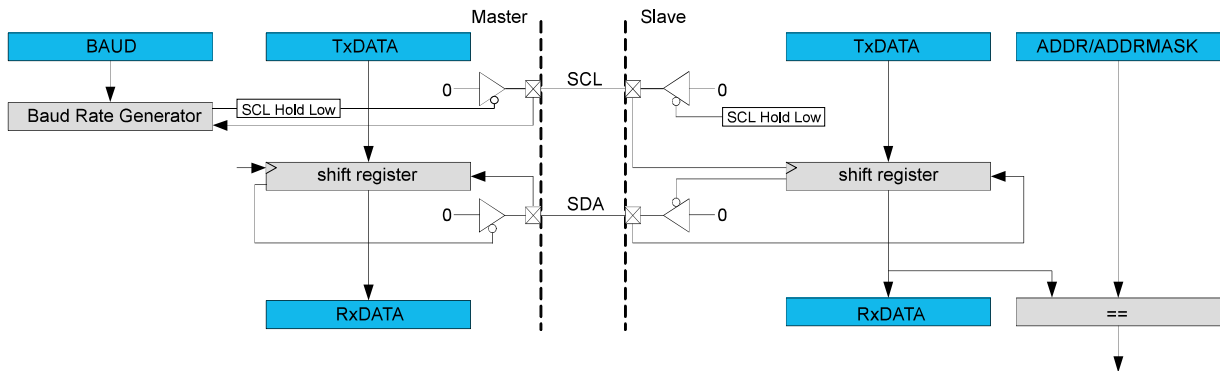 Master Slave
BAUD TxDATA TxDATA ADDR/ADDRMASK
0 SCL 0
Baud Rate Generator SCL Hold Low SCL Hold Low
shift register shift register
0 SDA 0
RxDATA RxDATA ==